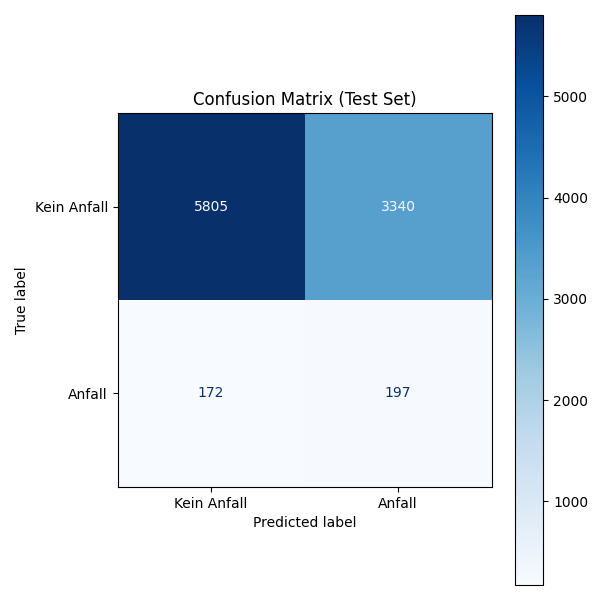 Confusion Matrix (Test Set)
True label
Kein Anfall
5805
3340
Anfall
172
197
Kein Anfall
Anfall
Predicted label
5000
4000
3000
2000
1000